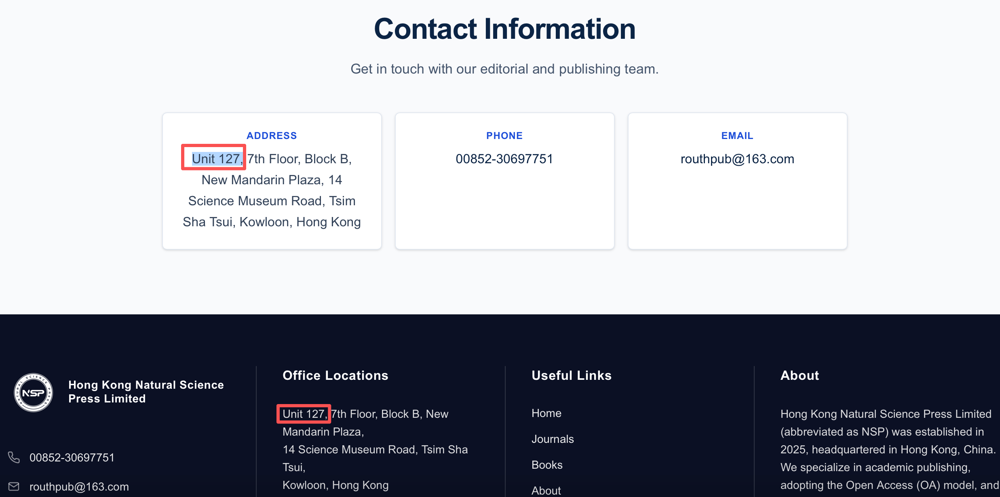 Contact Information
Get in touch with our editorial and publishing team.
ADDRESS
Unit 127, 7th Floor, Block B,
New Mandarin Plaza, 14
Science Museum Road, Tsim
Sha Tsui, Kowloon, Hong Kong
PHONE
00852-30697751
EMAIL
routhpub@163.com
NATURAL SCIENCE PRESS
NSP
Hong Kong Natural Science
Press Limited
00852-30697751
routhpub@163.com
Office Locations
Unit 127, 7th Floor, Block B, New
Mandarin Plaza,
14 Science Museum Road, Tsim Sha
Tsui,
Kowloon, Hong Kong
Useful Links
Home
Journals
Books
About
About
Hong Kong Natural Science Press Limited
(abbreviated as NSP) was established in
2025, headquartered in Hong Kong, China.
We specialize in academic publishing,
adopting the Open Access (OA) model, and